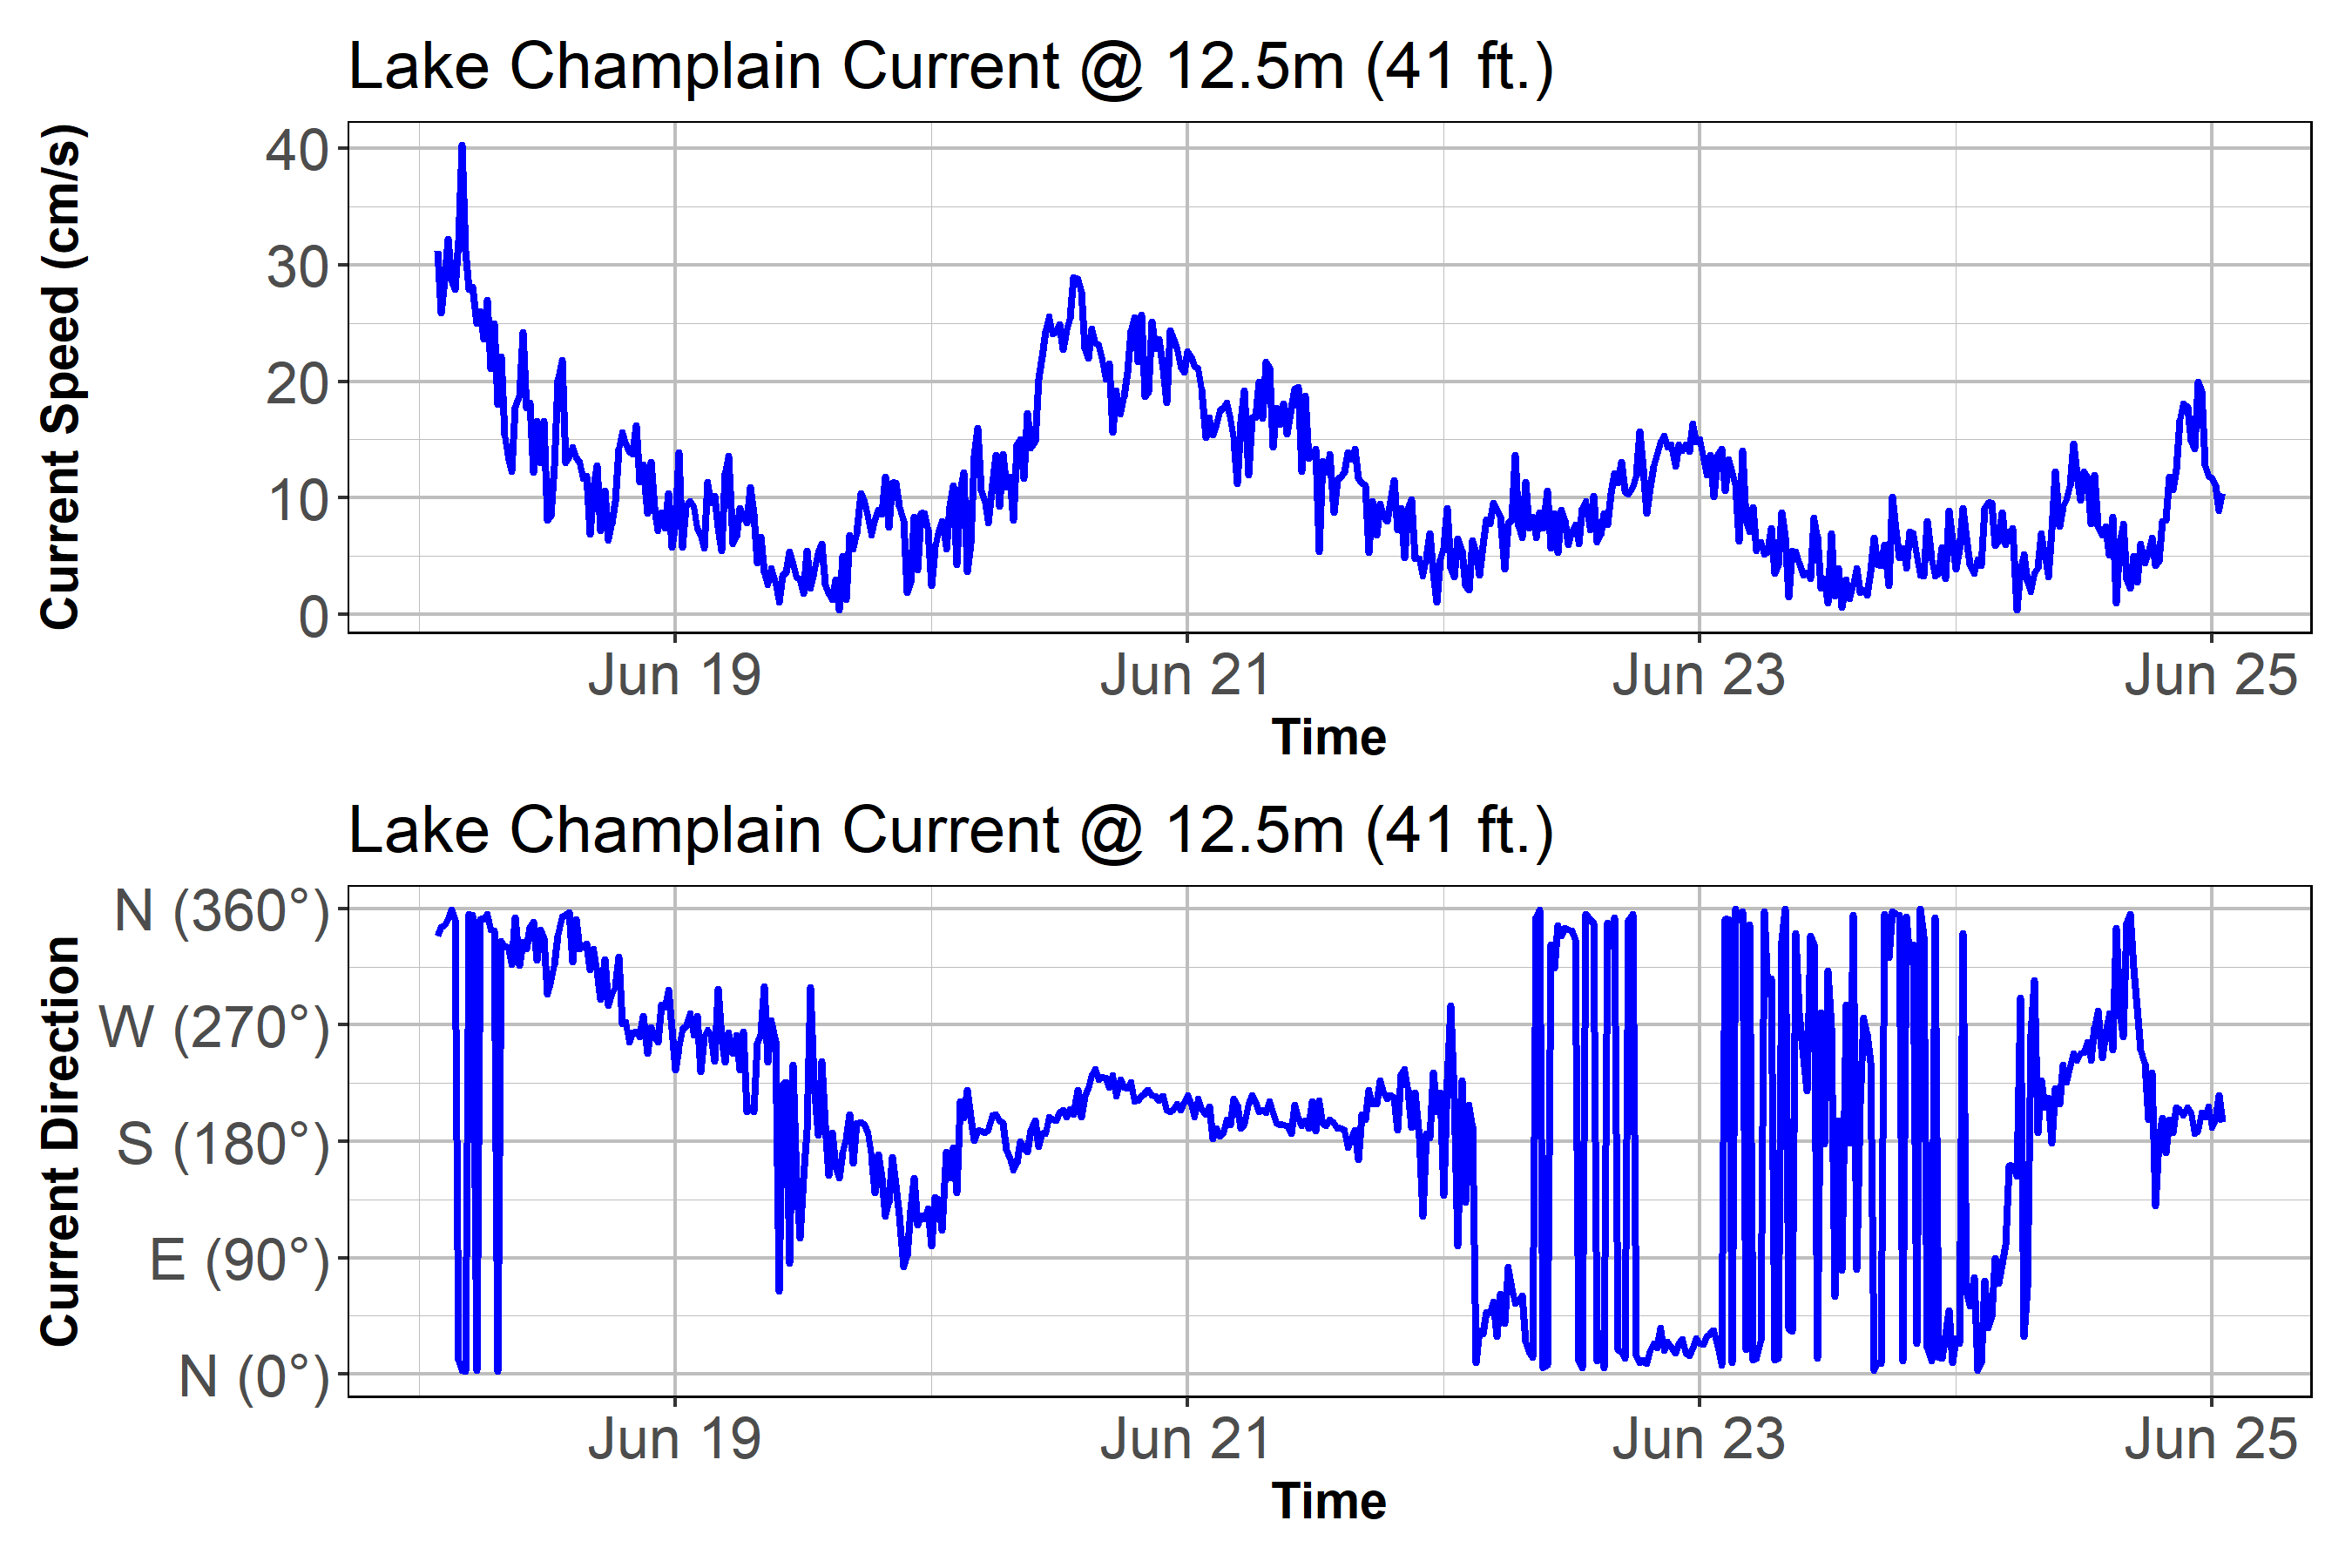 Lake Champlain Current @ 12.5m (41 ft.)
Current Speed (cm/s)
40
30
20
10
0
Jun 19 Jun 21 Jun 23 Jun 25
Time
Lake Champlain Current @ 12.5m (41 ft.)
Current Direction
N (360°)
W (270°)
S (180°)
E (90°)
N (0°)
Jun 19 Jun 21 Jun 23 Jun 25
Time